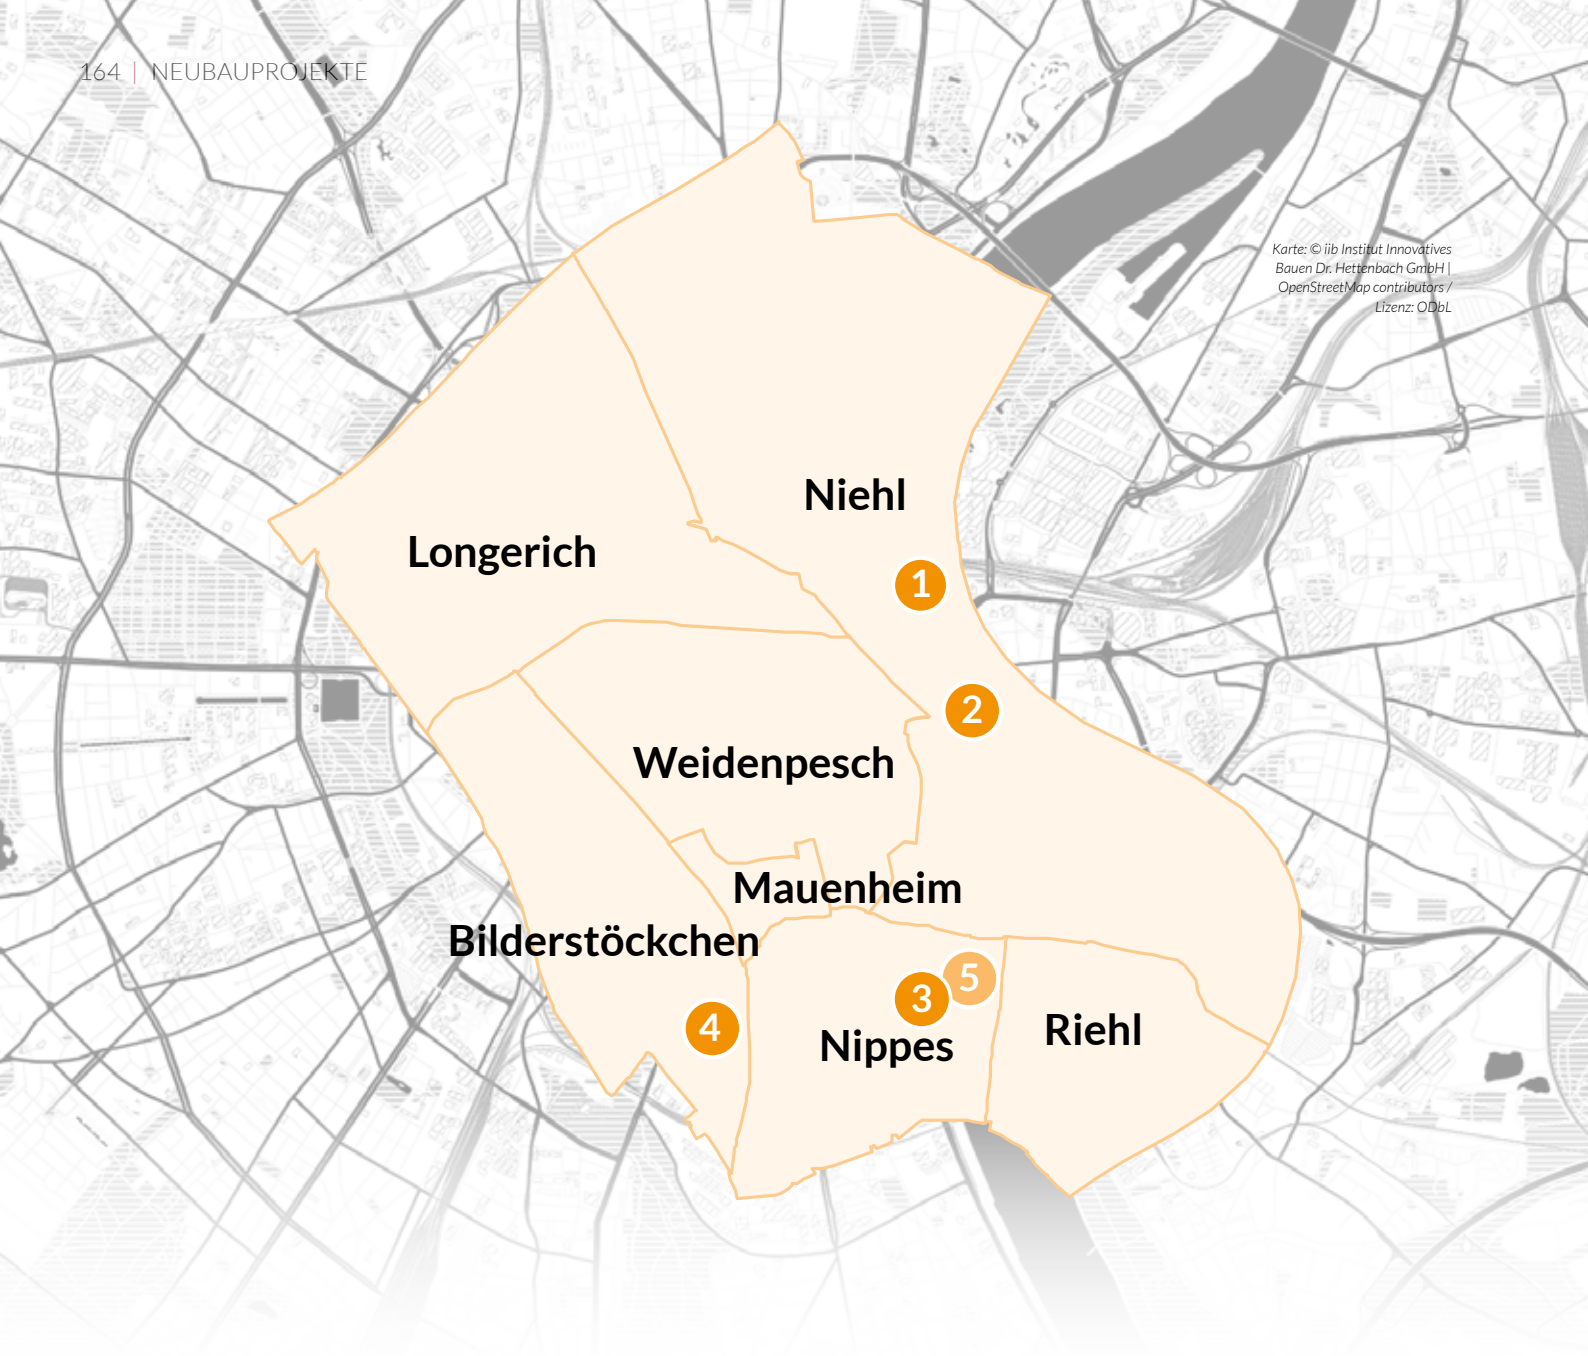 164 | NEUBAUPROJEKTE
Karte: © iib Institut Innovatives
Bauen Dr. Hettenbach GmbH |
OpenStreetMap contributors /
Lizenz: ODbL
Niehl
Longerich
1
2
Weidenpesch
Mauenheim
Bilderstöckchen
5
3
4
Riehl
Nippes